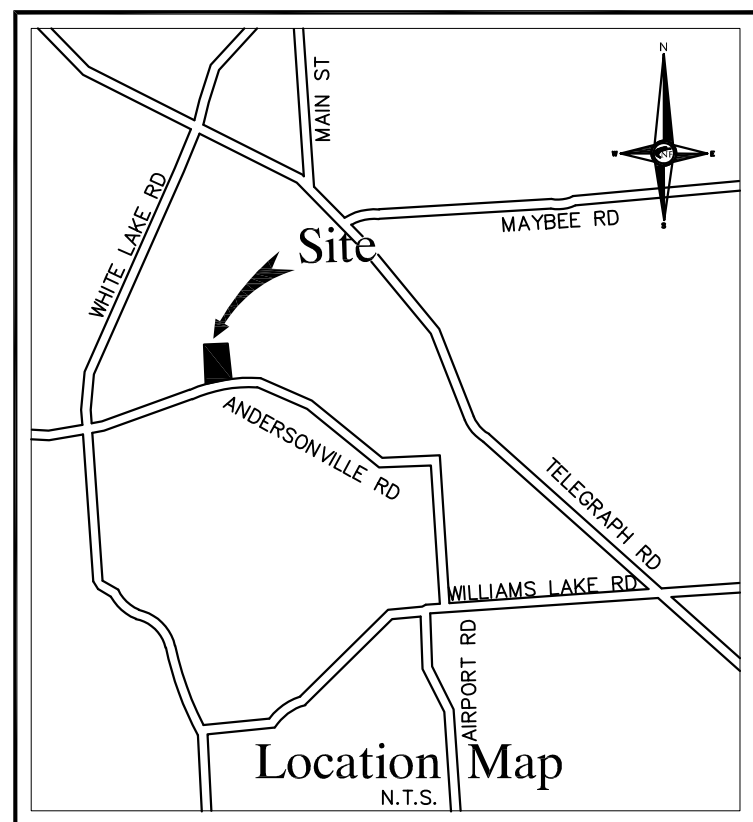 N
MAIN ST
W
NF
E
WHITE LAKE RD
MAYBEE RD
S
Site
ANDERSONVILLE RD
TELEGRAPH RD
WILLIAMS LAKE RD
AIRPORT RD
Location Map
N.T.S.